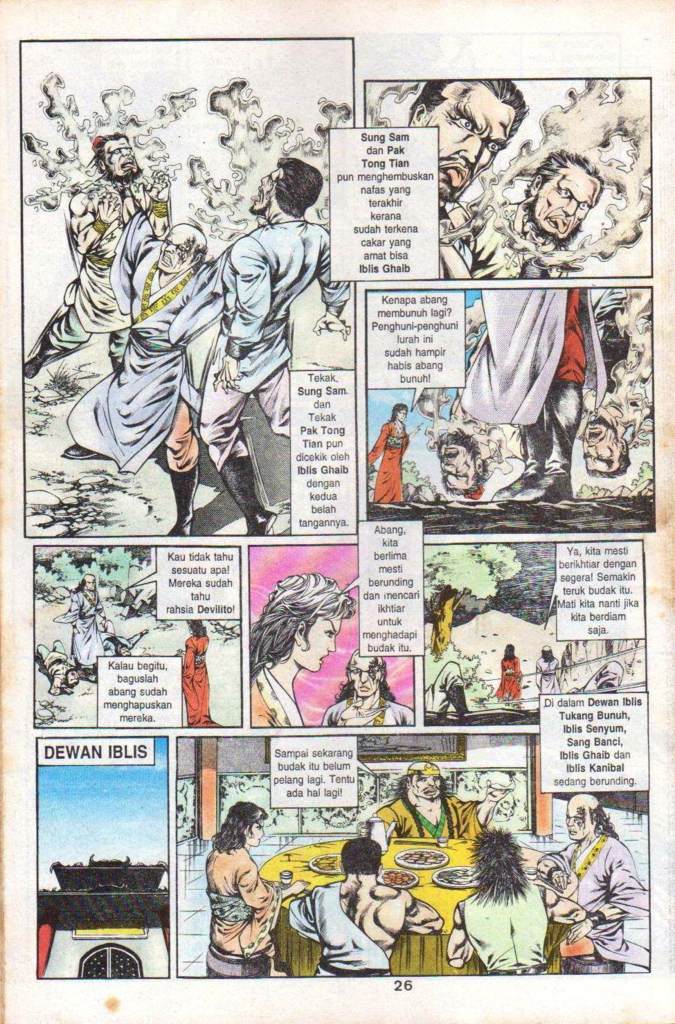 Sung Sam
dan Pak
Tong Tian
pun menghembuskan
nafas yang
terakhir
kerana
sudah terkena
cakar yang
amat bisa
Iblis Ghaib
Tekak
Sung Sam.
dan
Tekak
Pak Tong
Tian pun
dicekik oleh
Iblis Ghaib
dengan
kedua
belah
tangannya.
Kenapa abang
membunuh lagi?
Penghuni-penghuni
lurah ini
sudah hampir
habis abang
bunuh!
Kau tidak tahu
sesuatu apa!
Mereka sudah
tahu
rahsia Devilito!
Kalau begitu,
baguslah
abang sudah
menghapuskan
mereka.
Abang,
kita
berlima
mesti
berunding
dan mencari
ikhtiar
untuk
menghadapi
budak itu.
Ya, kita mesti
berikhtiar dengan
segera! Semakin
teruk budak itu.
Mati kita nanti jika
kita berdiam
saja.
Di dalam Dewan Iblis
Tukang Bunuh,
Iblis Senyum,
Sang Banci,
Iblis Ghaib dan
Iblis Kanibal
sedang berunding.
DEWAN IBLIS
Sampai sekarang
budak itu belum
pelang lagi. Tentu
ada hal lagi!
26